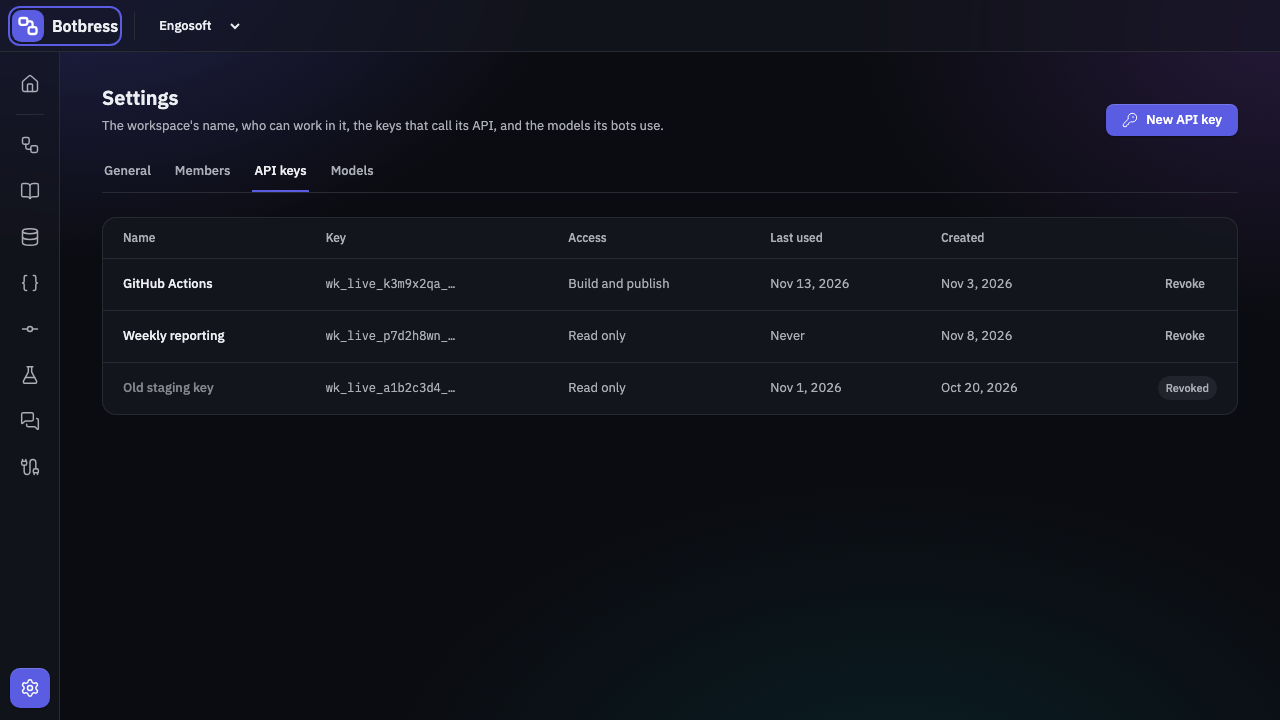 Botbress
Engosoft
Settings
The workspace's name, who can work in it, the keys that call its API, and the models its bots use.
New API key
General Members API keys Models
Name Key Access Last used Created
GitHub Actions wk_live_k3m9x2qa_… Build and publish Nov 13, 2026 Nov 3, 2026 Revoke
Weekly reporting wk_live_p7d2h8wn_… Read only Never Nov 8, 2026 Revoke
Old staging key wk_live_a1b2c3d4_… Read only Nov 1, 2026 Oct 20, 2026 Revoked